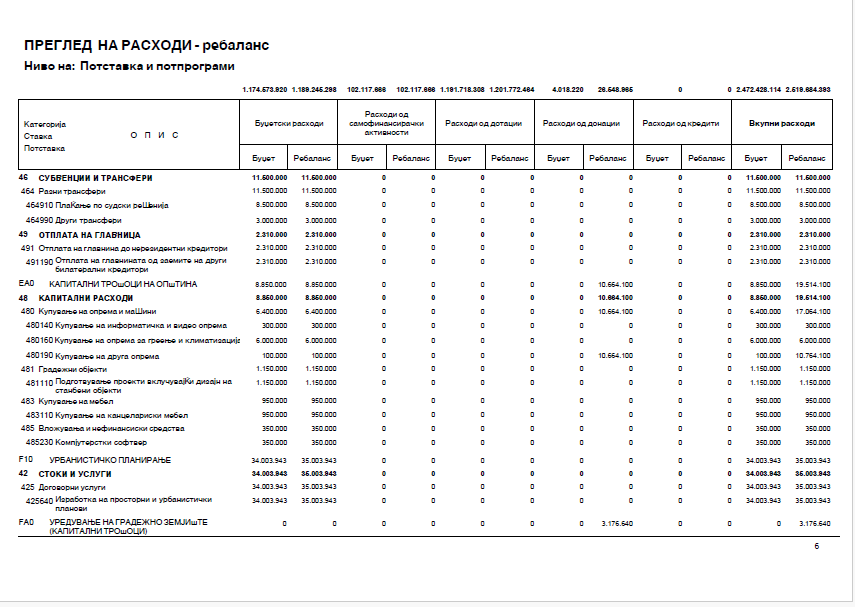 ПРЕГЛЕД НА РАСХОДИ - ребаланс
Ниво на: Потставка и потпрограми
1.174.573.920 1.189.245.298 102.117.666 102.117.666 1.191.718.308 1.201.772.464 4.018.220 26.548.965 0 0 2.472.428.114 2.519.684.393
Категорија
Ставка
Потставка
О П И С
Буџетски расходи
Расходи од
самофинансирачки
активности
Расходи од дотации
Расходи од донации
Расходи од кредити
Вкупни расходи
Буџет Ребаланс Буџет Ребаланс Буџет Ребаланс Буџет Ребаланс Буџет Ребаланс Буџет Ребаланс
46 СУБВЕНЦИИ И ТРАНСФЕРИ 11.500.000 11.500.000 0 0 0 0 0 0 0 0 11.500.000 11.500.000
464 Разни трансфери 11.500.000 11.500.000 0 0 0 0 0 0 0 0 11.500.000 11.500.000
464910 ПлаЌање по судски реШенија 8.500.000 8.500.000 0 0 0 0 0 0 0 0 8.500.000 8.500.000
464990 Други трансфери 3.000.000 3.000.000 0 0 0 0 0 0 0 0 3.000.000 3.000.000
49 ОТПЛАТА НА ГЛАВНИЦА 2.310.000 2.310.000 0 0 0 0 0 0 0 0 2.310.000 2.310.000
491 Отплата на главнина до нерезидентни кредитори 2.310.000 2.310.000 0 0 0 0 0 0 0 0 2.310.000 2.310.000
491190 Отплата на главнината од заемите на други 2.310.000 2.310.000 0 0 0 0 0 0 0 0 2.310.000 2.310.000
билатерални кредитори
EA0 КАПИТАЛНИ ТРОшОЦИ НА ОПшТИНА 8.850.000 8.850.000 0 0 0 0 0 10.664.100 0 0 8.850.000 19.514.100
48 КАПИТАЛНИ РАСХОДИ 8.850.000 8.850.000 0 0 0 0 0 10.664.100 0 0 8.850.000 19.514.100
480 Купување на опрема и маШини 6.400.000 6.400.000 0 0 0 0 0 10.664.100 0 0 6.400.000 17.064.100
480140 Купување на информатичка и видео опрема 300.000 300.000 0 0 0 0 0 0 0 0 300.000 300.000
480160 Купување на опрема за греење и климатизација 6.000.000 6.000.000 0 0 0 0 0 0 0 0 6.000.000 6.000.000
480190 Купување на друга опрема 100.000 100.000 0 0 0 0 0 10.664.100 0 0 100.000 10.764.100
481 Градежни објекти 1.150.000 1.150.000 0 0 0 0 0 0 0 0 1.150.000 1.150.000
481110 Подготвување проекти вклучувајЌи дизајн на 1.150.000 1.150.000 0 0 0 0 0 0 0 0 1.150.000 1.150.000
станбени објекти
483 Купување на мебел 950.000 950.000 0 0 0 0 0 0 0 0 950.000 950.000
483110 Купување на канцелариски мебел 950.000 950.000 0 0 0 0 0 0 0 0 950.000 950.000
485 Вложувања и нефинансиски средства 350.000 350.000 0 0 0 0 0 0 0 0 350.000 350.000
485230 Компјутерстки софтвер 350.000 350.000 0 0 0 0 0 0 0 0 350.000 350.000
F10 УРБАНИСТИЧКО ПЛАНИРАЊЕ 34.003.943 35.003.943 0 0 0 0 0 0 0 0 34.003.943 35.003.943
42 СТОКИ И УСЛУГИ 34.003.943 35.003.943 0 0 0 0 0 0 0 0 34.003.943 35.003.943
425 Договорни услуги 34.003.943 35.003.943 0 0 0 0 0 0 0 0 34.003.943 35.003.943
425640 Изработка на просторни и урбанистички 34.003.943 35.003.943 0 0 0 0 0 0 0 0 34.003.943 35.003.943
планови
FA0 УРЕДУВАЊЕ НА ГРАДЕЖНО ЗЕМЈИшТЕ 0 0 0 0 0 0 0 3.176.640 0 0 0 3.176.640
(КАПИТАЛНИ ТРОшОЦИ)
6